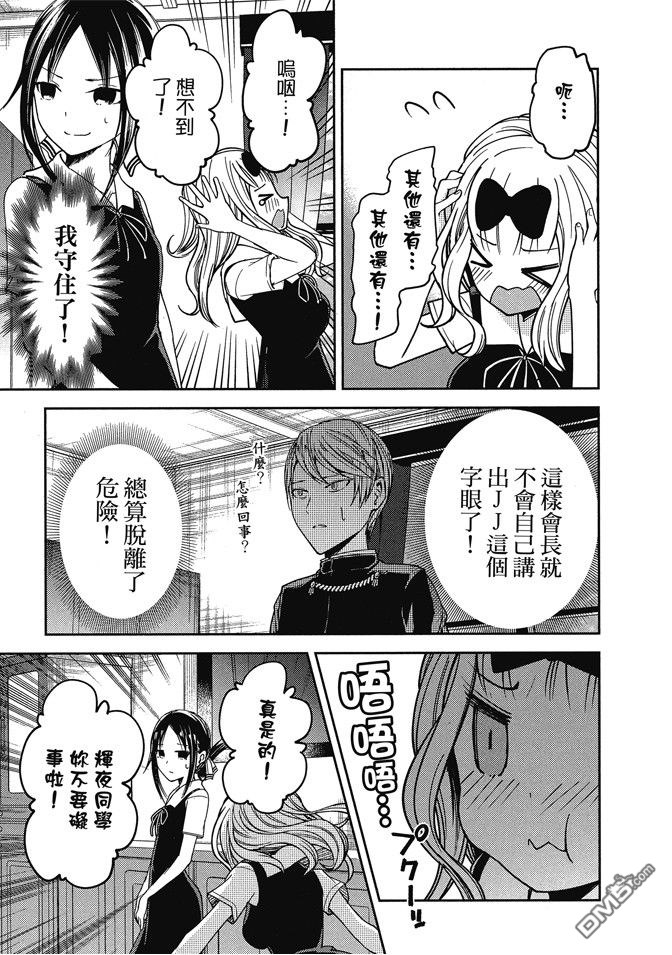 呃…
其他還有…
其他還有…！
嗚咽…！
想不到
了！
我守住了！
這樣會長就
不會自己講
出JJ這個
字眼了！
什麼？
怎麼回事？
總算脫離了
危險！
唔唔唔…
プクーッ
真是的！
輝夜同學
妳不要礙
事啦！
DM5.com